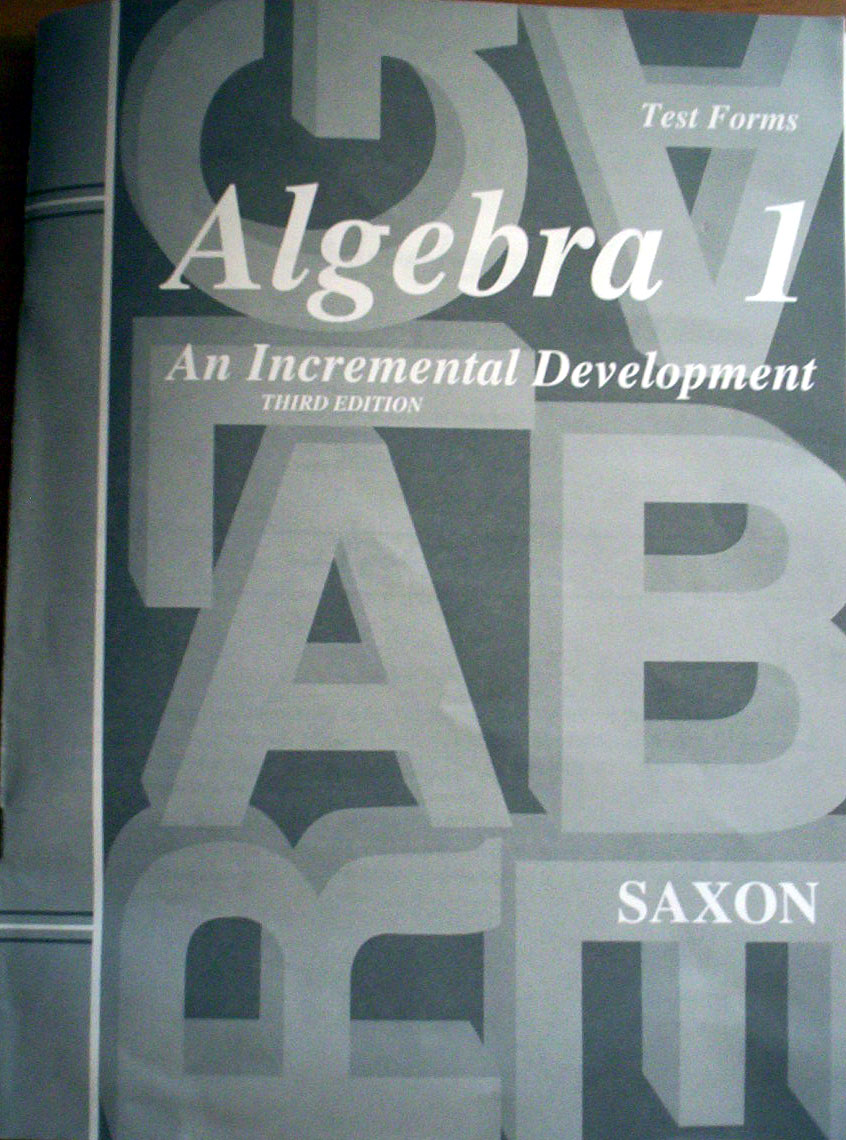 Test Forms
Algebra 1
An Incremental Development
THIRD EDITION
SAXON